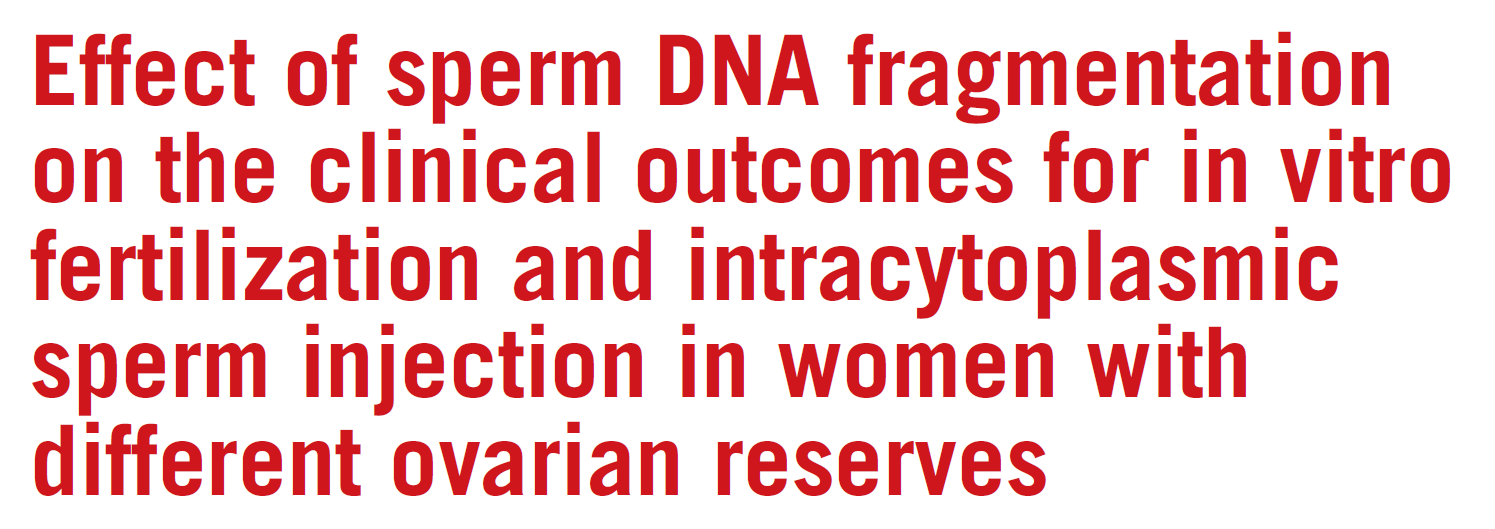 Effect of sperm DNA fragmentation
on the clinical outcomes for in vitro
fertilization and intracytoplasmic
sperm injection in women with
different ovarian reserves